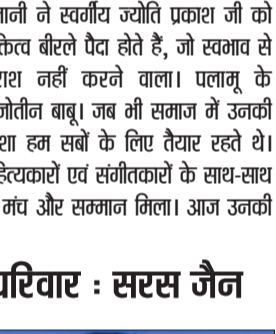 ने स्वर्गीय ज्योति प्रकाश जी को
बीरले पैदा होते हैं, जो स्वभाव से
नहीं करने वाला। पलामू के
बाबू। जब भी समाज में उनकी
हम सबों के लिए तैयार रहते थे।
एवं संगीतकारों के साथ-साथ
मंच और सम्मान मिला। आज उनकी
परिवार : सरस जैन